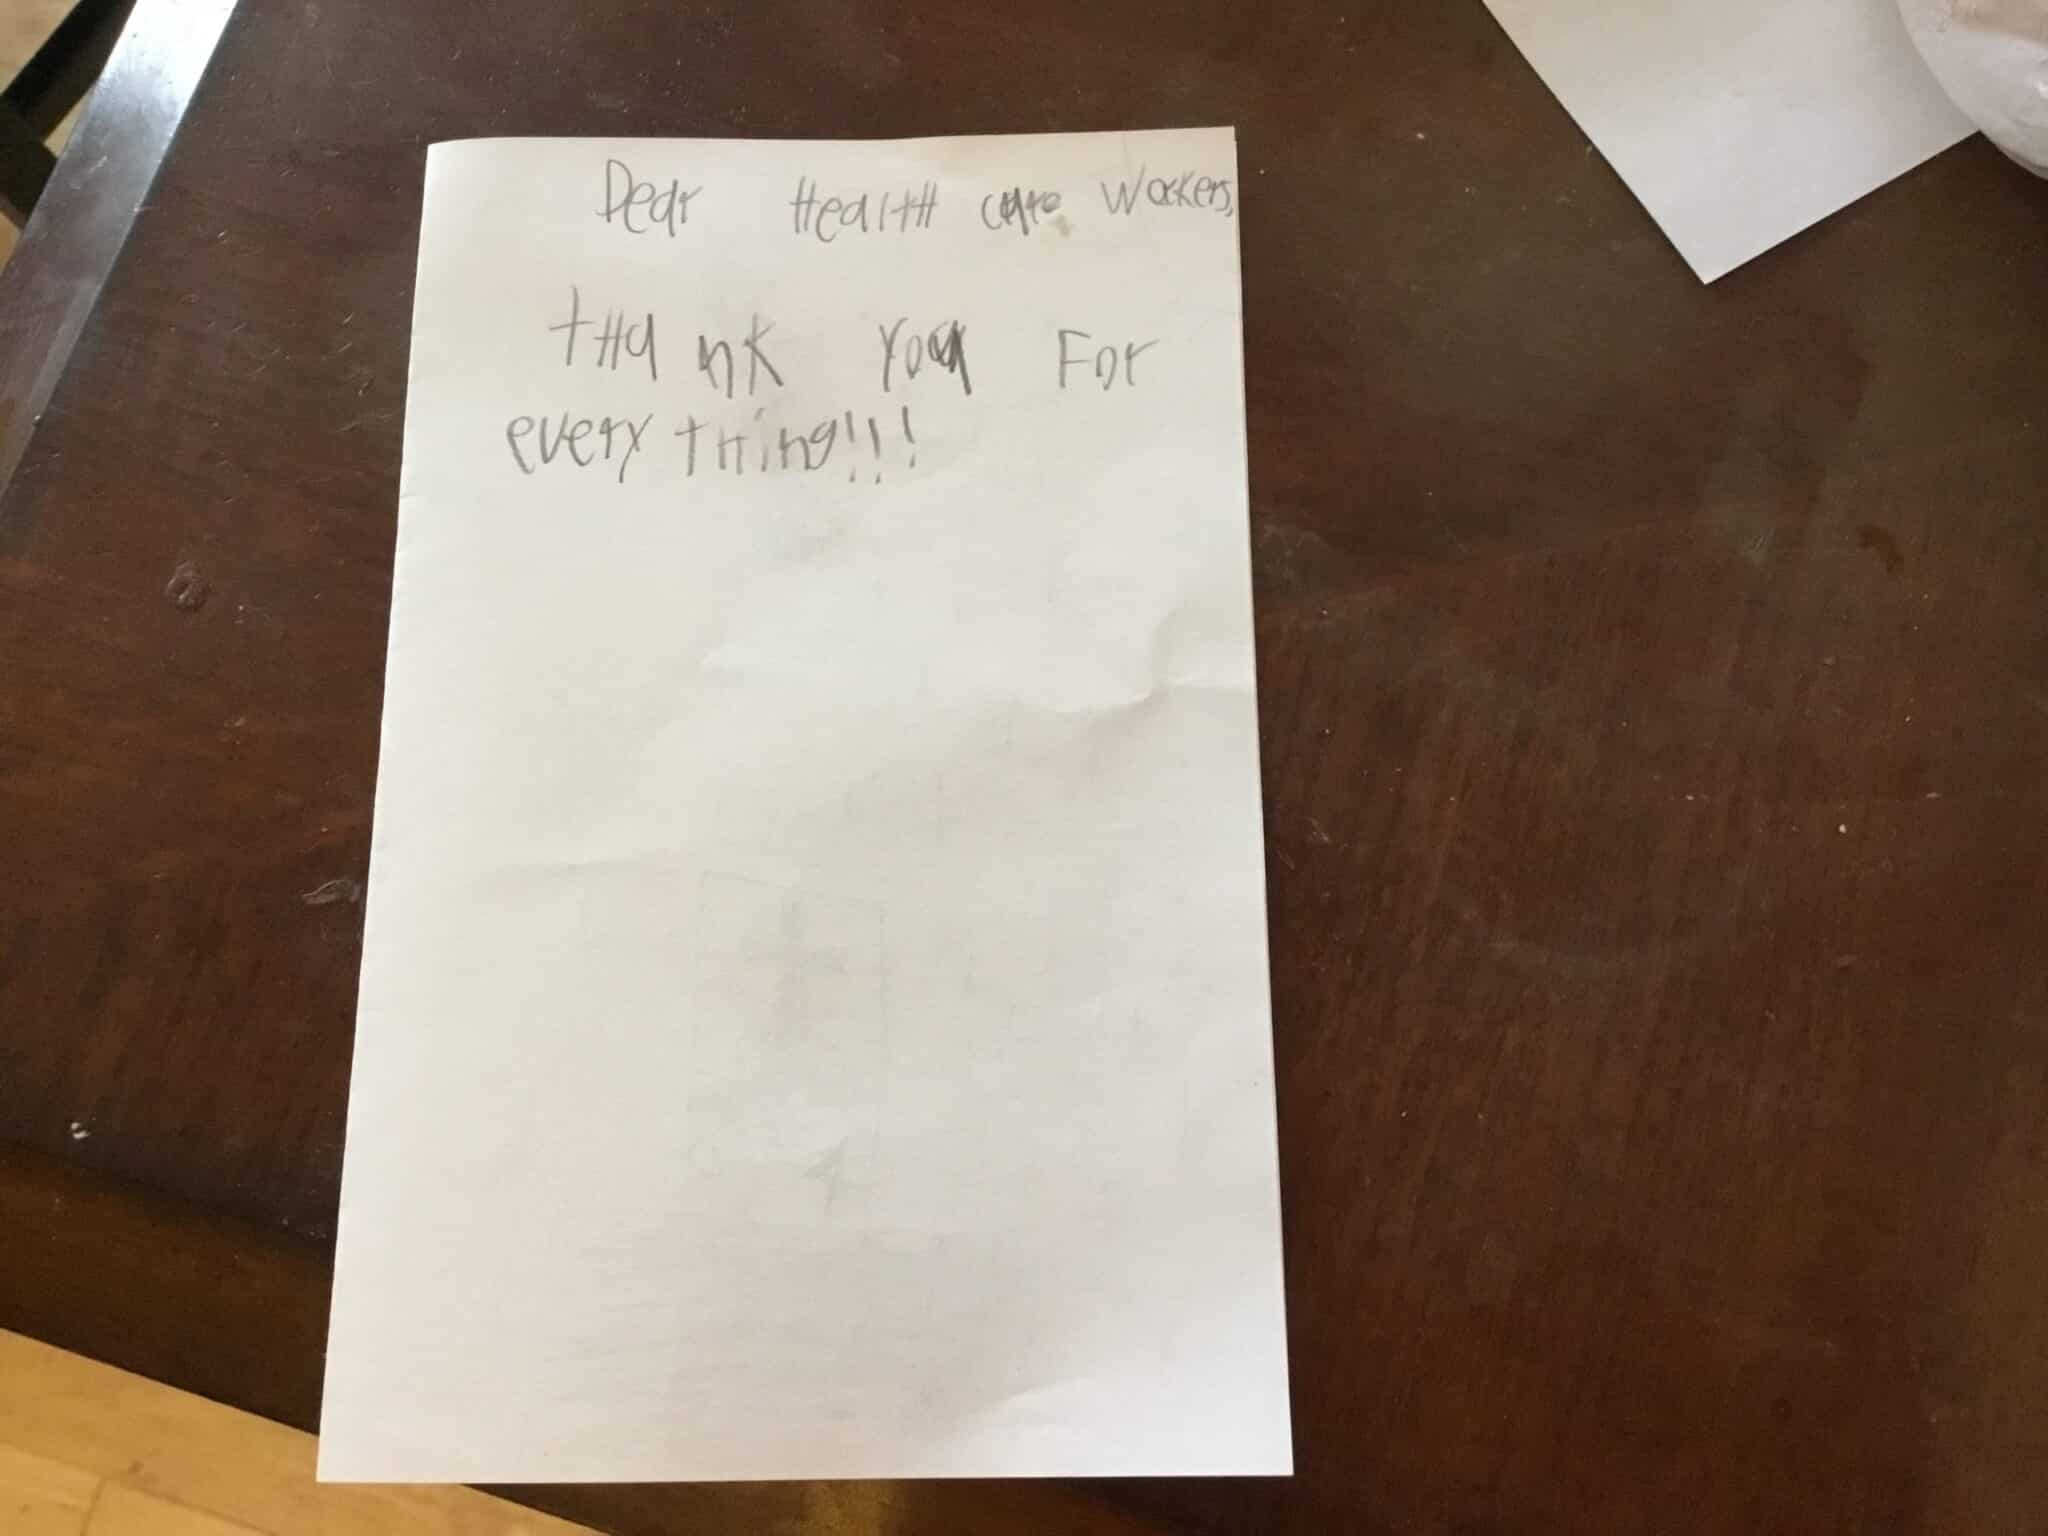 Dear HealtH care Workers,
tHank you For
every tHing!!!